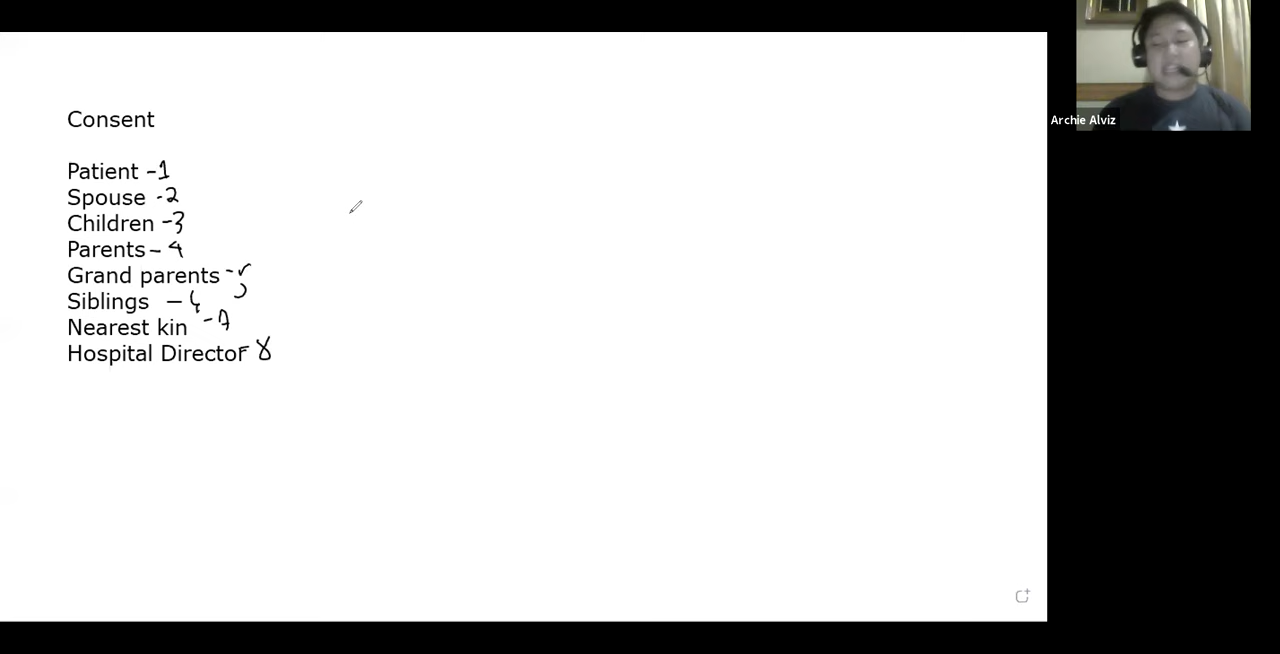 Consent
Patient -1
Spouse -2
Children -3
Parents - 4
Grand parents - 5
Siblings - 6
Nearest kin - 7
Hospital Director 8
Archie Alviz